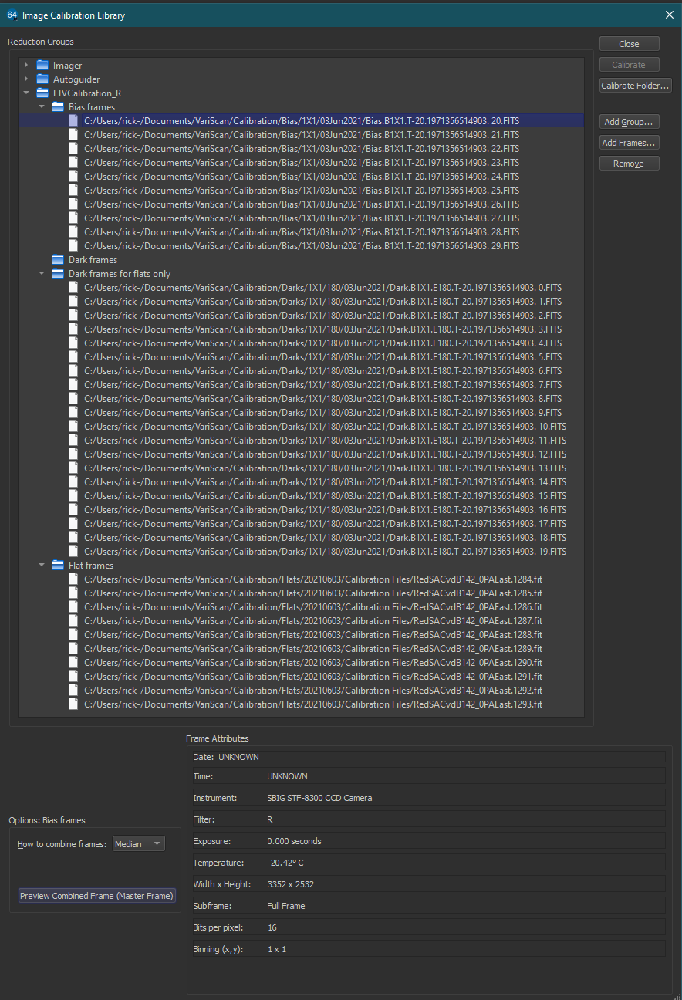 64 Image Calibration Library
Reduction Groups
Imager
Autoguider
LTVCalibration_R
Bias frames
C:/Users/rick-/Documents/VariScan/Calibration/Bias/1X1/03Jun2021/Bias.B1X1.T-20.1971356514903. 20.FITS
C:/Users/rick-/Documents/VariScan/Calibration/Bias/1X1/03Jun2021/Bias.B1X1.T-20.1971356514903. 21.FITS
C:/Users/rick-/Documents/VariScan/Calibration/Bias/1X1/03Jun2021/Bias.B1X1.T-20.1971356514903. 22.FITS
C:/Users/rick-/Documents/VariScan/Calibration/Bias/1X1/03Jun2021/Bias.B1X1.T-20.1971356514903. 23.FITS
C:/Users/rick-/Documents/VariScan/Calibration/Bias/1X1/03Jun2021/Bias.B1X1.T-20.1971356514903. 24.FITS
C:/Users/rick-/Documents/VariScan/Calibration/Bias/1X1/03Jun2021/Bias.B1X1.T-20.1971356514903. 25.FITS
C:/Users/rick-/Documents/VariScan/Calibration/Bias/1X1/03Jun2021/Bias.B1X1.T-20.1971356514903. 26.FITS
C:/Users/rick-/Documents/VariScan/Calibration/Bias/1X1/03Jun2021/Bias.B1X1.T-20.1971356514903. 27.FITS
C:/Users/rick-/Documents/VariScan/Calibration/Bias/1X1/03Jun2021/Bias.B1X1.T-20.1971356514903. 28.FITS
C:/Users/rick-/Documents/VariScan/Calibration/Bias/1X1/03Jun2021/Bias.B1X1.T-20.1971356514903. 29.FITS
Dark frames
Dark frames for flats only
C:/Users/rick-/Documents/VariScan/Calibration/Darks/1X1/180/03Jun2021/Dark.B1X1.E180.T-20.1971356514903. 0.FITS
C:/Users/rick-/Documents/VariScan/Calibration/Darks/1X1/180/03Jun2021/Dark.B1X1.E180.T-20.1971356514903. 1.FITS
C:/Users/rick-/Documents/VariScan/Calibration/Darks/1X1/180/03Jun2021/Dark.B1X1.E180.T-20.1971356514903. 2.FITS
C:/Users/rick-/Documents/VariScan/Calibration/Darks/1X1/180/03Jun2021/Dark.B1X1.E180.T-20.1971356514903. 3.FITS
C:/Users/rick-/Documents/VariScan/Calibration/Darks/1X1/180/03Jun2021/Dark.B1X1.E180.T-20.1971356514903. 4.FITS
C:/Users/rick-/Documents/VariScan/Calibration/Darks/1X1/180/03Jun2021/Dark.B1X1.E180.T-20.1971356514903. 5.FITS
C:/Users/rick-/Documents/VariScan/Calibration/Darks/1X1/180/03Jun2021/Dark.B1X1.E180.T-20.1971356514903. 6.FITS
C:/Users/rick-/Documents/VariScan/Calibration/Darks/1X1/180/03Jun2021/Dark.B1X1.E180.T-20.1971356514903. 7.FITS
C:/Users/rick-/Documents/VariScan/Calibration/Darks/1X1/180/03Jun2021/Dark.B1X1.E180.T-20.1971356514903. 8.FITS
C:/Users/rick-/Documents/VariScan/Calibration/Darks/1X1/180/03Jun2021/Dark.B1X1.E180.T-20.1971356514903. 9.FITS
C:/Users/rick-/Documents/VariScan/Calibration/Darks/1X1/180/03Jun2021/Dark.B1X1.E180.T-20.1971356514903. 10.FITS
C:/Users/rick-/Documents/VariScan/Calibration/Darks/1X1/180/03Jun2021/Dark.B1X1.E180.T-20.1971356514903. 11.FITS
C:/Users/rick-/Documents/VariScan/Calibration/Darks/1X1/180/03Jun2021/Dark.B1X1.E180.T-20.1971356514903. 12.FITS
C:/Users/rick-/Documents/VariScan/Calibration/Darks/1X1/180/03Jun2021/Dark.B1X1.E180.T-20.1971356514903. 13.FITS
C:/Users/rick-/Documents/VariScan/Calibration/Darks/1X1/180/03Jun2021/Dark.B1X1.E180.T-20.1971356514903. 14.FITS
C:/Users/rick-/Documents/VariScan/Calibration/Darks/1X1/180/03Jun2021/Dark.B1X1.E180.T-20.1971356514903. 15.FITS
C:/Users/rick-/Documents/VariScan/Calibration/Darks/1X1/180/03Jun2021/Dark.B1X1.E180.T-20.1971356514903. 16.FITS
C:/Users/rick-/Documents/VariScan/Calibration/Darks/1X1/180/03Jun2021/Dark.B1X1.E180.T-20.1971356514903. 17.FITS
C:/Users/rick-/Documents/VariScan/Calibration/Darks/1X1/180/03Jun2021/Dark.B1X1.E180.T-20.1971356514903. 18.FITS
C:/Users/rick-/Documents/VariScan/Calibration/Darks/1X1/180/03Jun2021/Dark.B1X1.E180.T-20.1971356514903. 19.FITS
Flat frames
C:/Users/rick-/Documents/VariScan/Calibration/Flats/20210603/Calibration Files/RedSACvdB142_0PAEast.1284.fit
C:/Users/rick-/Documents/VariScan/Calibration/Flats/20210603/Calibration Files/RedSACvdB142_0PAEast.1285.fit
C:/Users/rick-/Documents/VariScan/Calibration/Flats/20210603/Calibration Files/RedSACvdB142_0PAEast.1286.fit
C:/Users/rick-/Documents/VariScan/Calibration/Flats/20210603/Calibration Files/RedSACvdB142_0PAEast.1287.fit
C:/Users/rick-/Documents/VariScan/Calibration/Flats/20210603/Calibration Files/RedSACvdB142_0PAEast.1288.fit
C:/Users/rick-/Documents/VariScan/Calibration/Flats/20210603/Calibration Files/RedSACvdB142_0PAEast.1289.fit
C:/Users/rick-/Documents/VariScan/Calibration/Flats/20210603/Calibration Files/RedSACvdB142_0PAEast.1290.fit
C:/Users/rick-/Documents/VariScan/Calibration/Flats/20210603/Calibration Files/RedSACvdB142_0PAEast.1291.fit
C:/Users/rick-/Documents/VariScan/Calibration/Flats/20210603/Calibration Files/RedSACvdB142_0PAEast.1292.fit
C:/Users/rick-/Documents/VariScan/Calibration/Flats/20210603/Calibration Files/RedSACvdB142_0PAEast.1293.fit
Close
Calibrate
Calibrate Folder...
Add Group...
Add Frames...
Remove
Options: Bias frames
How to combine frames: Median
Preview Combined Frame (Master Frame)
Frame Attributes
Date: UNKNOWN
Time: UNKNOWN
Instrument: SBIG STF-8300 CCD Camera
Filter: R
Exposure: 0.000 seconds
Temperature: -20.42° C
Width x Height: 3352 x 2532
Subframe: Full Frame
Bits per pixel: 16
Binning (x,y): 1 x 1